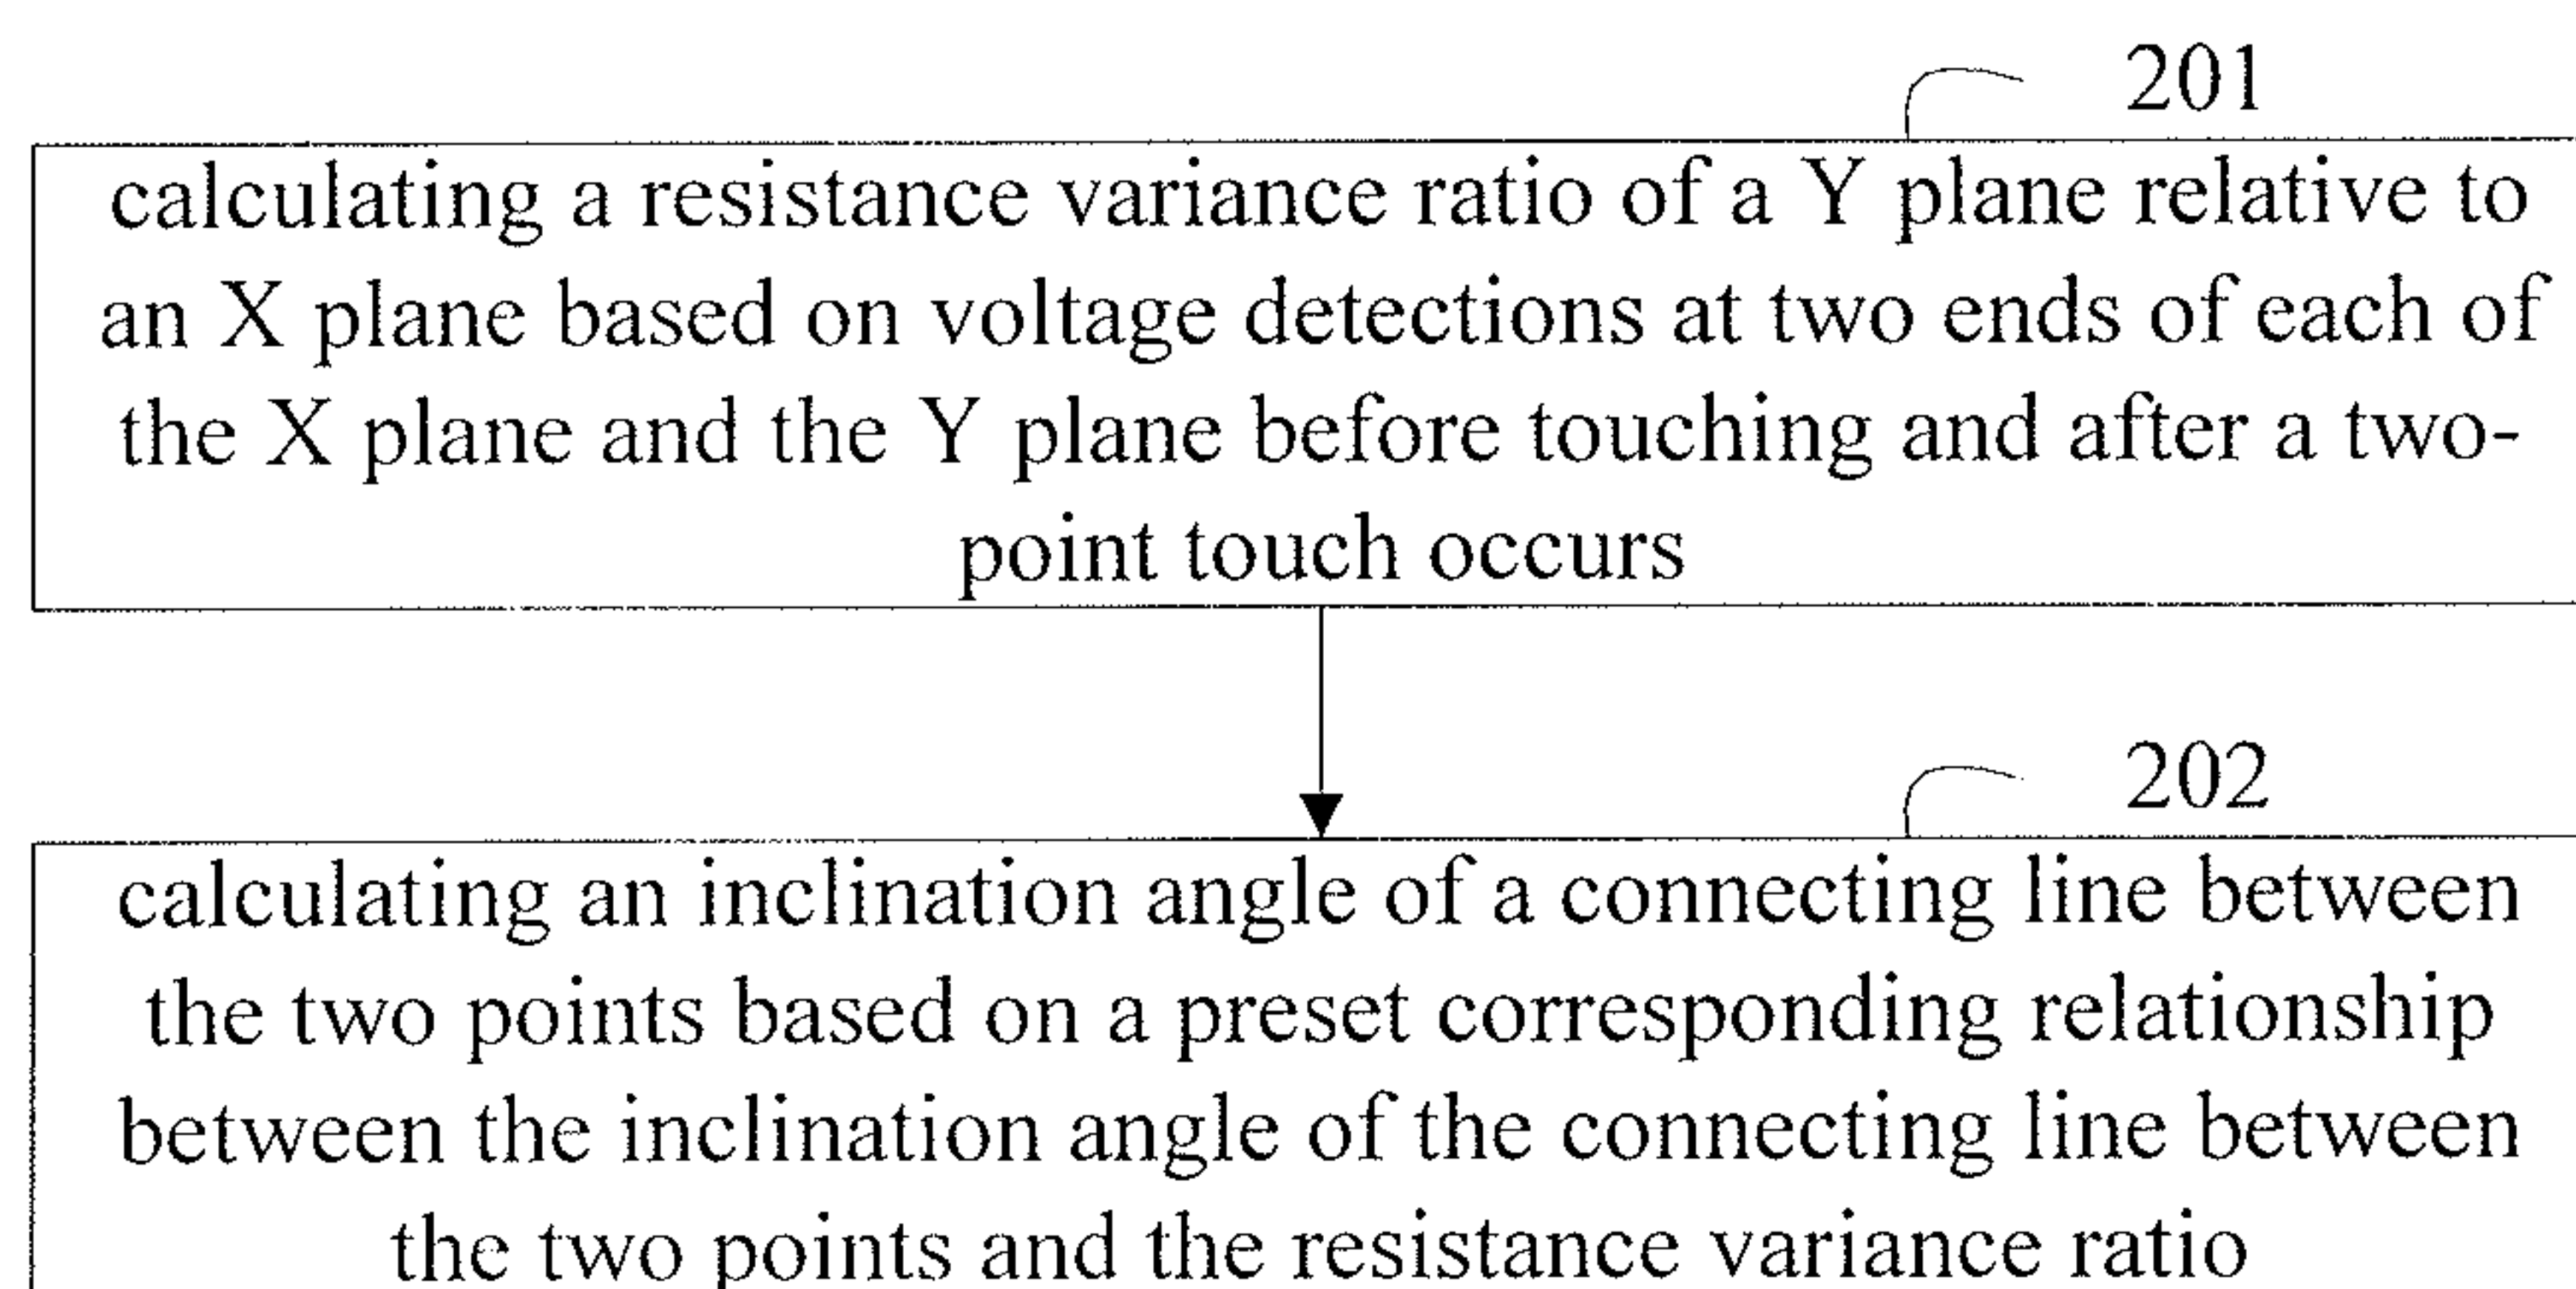 201
calculating a resistance variance ratio of a Y plane relative to
an X plane based on voltage detections at two ends of each of
the X plane and the Y plane before touching and after a two-
point touch occurs
202
calculating an inclination angle of a connecting line between
the two points based on a preset corresponding relationship
between the inclination angle of the connecting line between
the two points and the resistance variance ratio